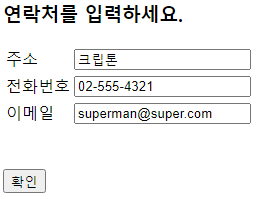 연락처를 입력하세요.
주소 크립톤
전화번호 02-555-4321
이메일 superman@super.com
확인